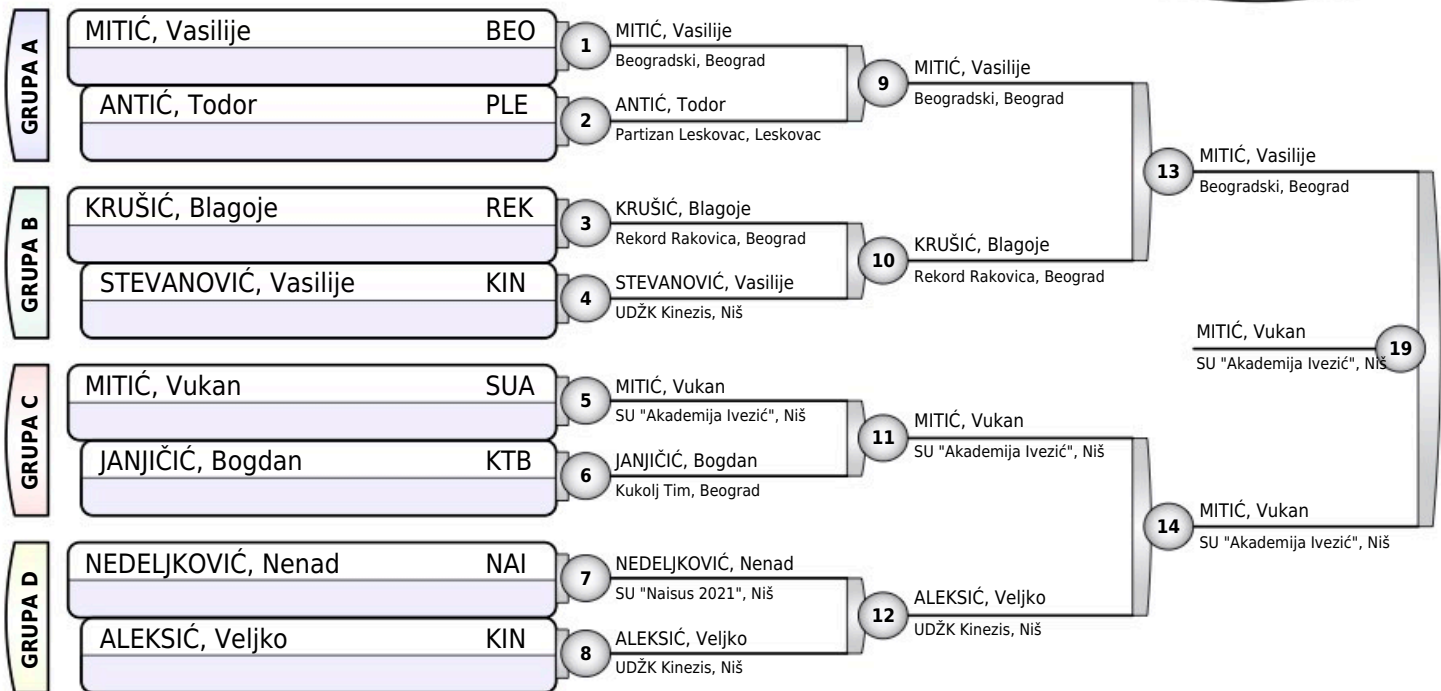 GRUPA A
MITIĆ, Vasilije BEO
ANTIĆ, Todor PLE
GRUPA B
KRUŠIĆ, Blagoje REK
STEVANOVIĆ, Vasilije KIN
GRUPA C
MITIĆ, Vukan SUA
JANJIČIĆ, Bogdan KTB
GRUPA D
NEDELJKOVIĆ, Nenad NAI
ALEKSIĆ, Veljko KIN
1
MITIĆ, Vasilije
Beogradski, Beograd
2
ANTIĆ, Todor
Partizan Leskovac, Leskovac
3
KRUŠIĆ, Blagoje
Rekord Rakovica, Beograd
4
STEVANOVIĆ, Vasilije
UDŽK Kinezis, Niš
5
MITIĆ, Vukan
SU "Akademija Ivezić", Niš
6
JANJIČIĆ, Bogdan
Kukolj Tim, Beograd
7
NEDELJKOVIĆ, Nenad
SU "Naisus 2021", Niš
8
ALEKSIĆ, Veljko
UDŽK Kinezis, Niš
9
MITIĆ, Vasilije
Beogradski, Beograd
10
KRUŠIĆ, Blagoje
Rekord Rakovica, Beograd
11
MITIĆ, Vukan
SU "Akademija Ivezić", Niš
12
ALEKSIĆ, Veljko
UDŽK Kinezis, Niš
13
MITIĆ, Vasilije
Beogradski, Beograd
14
MITIĆ, Vukan
SU "Akademija Ivezić", Niš
MITIĆ, Vukan
SU "Akademija Ivezić", Niš
19